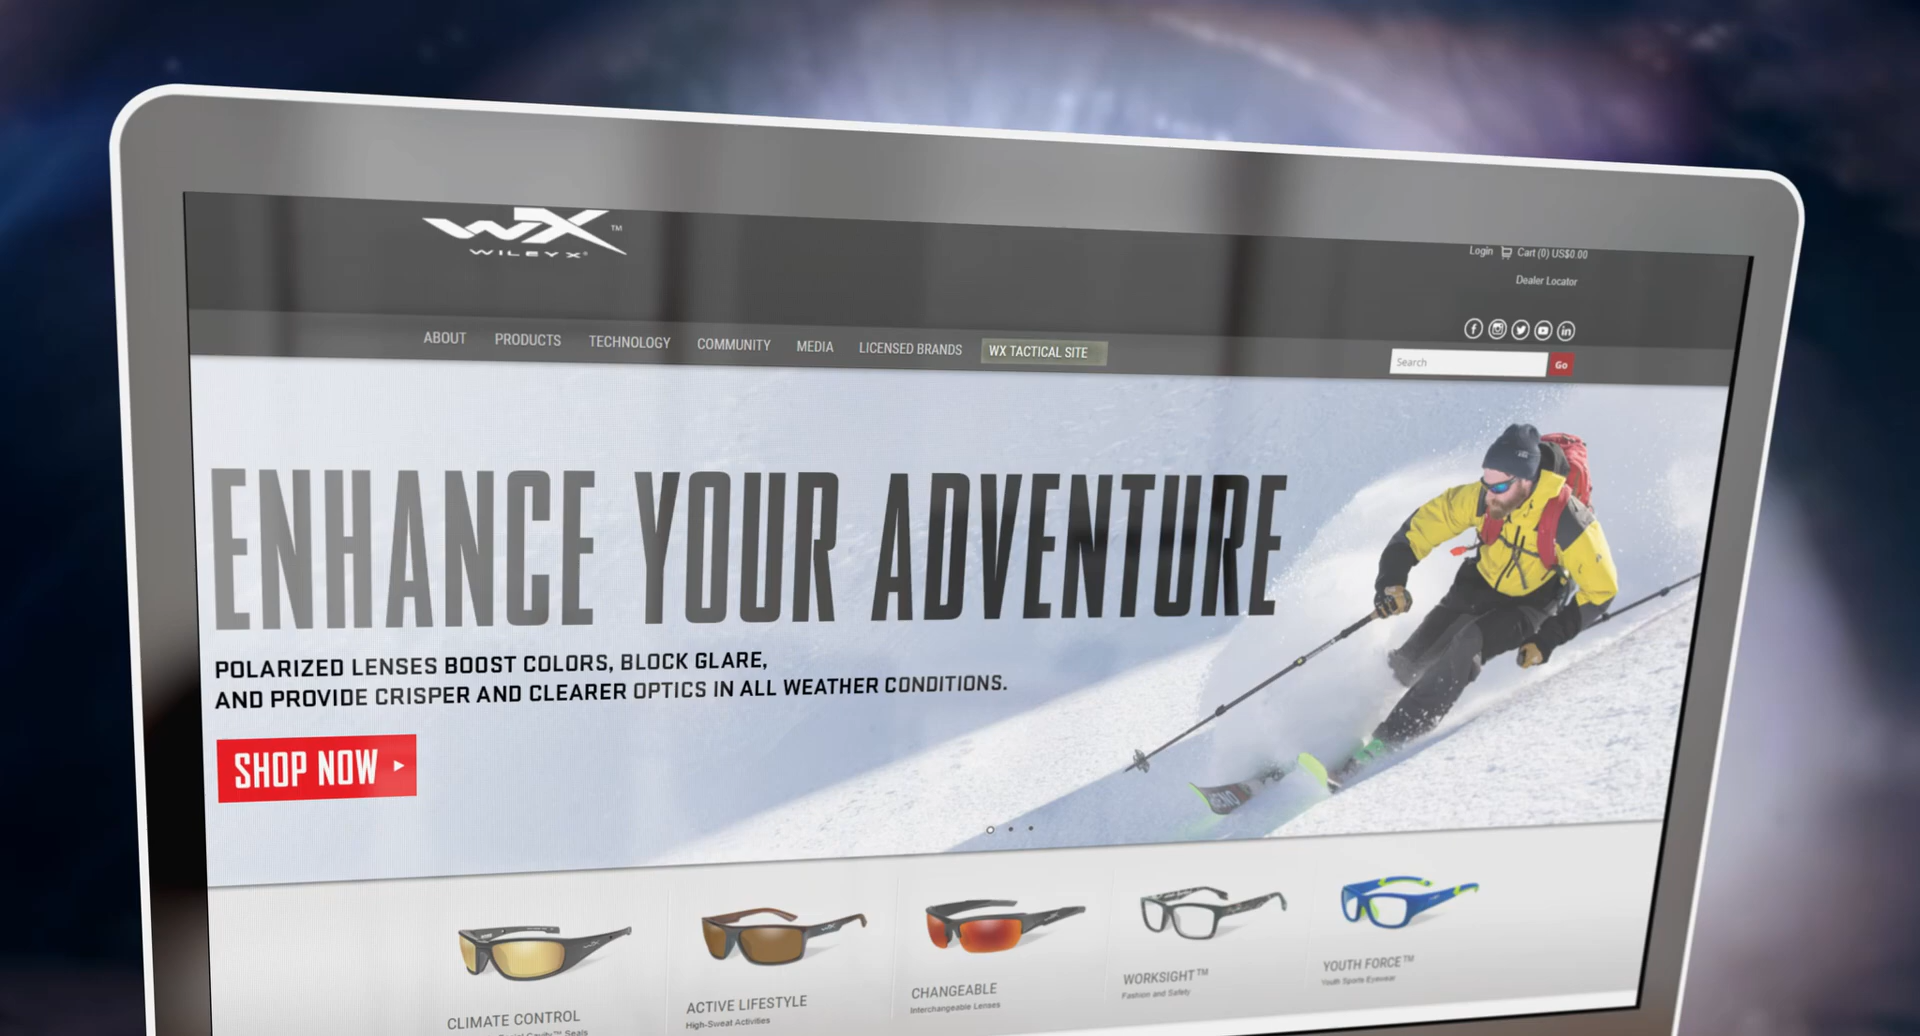 WX™
WILEY X®
Login Cart (0) US$0.00
Dealer Locator
ABOUT PRODUCTS TECHNOLOGY COMMUNITY MEDIA LICENSED BRANDS WX TACTICAL SITE
Search Go
ENHANCE YOUR ADVENTURE
POLARIZED LENSES BOOST COLORS, BLOCK GLARE,
AND PROVIDE CRISPER AND CLEARER OPTICS IN ALL WEATHER CONDITIONS.
SHOP NOW
CLIMATE CONTROL
Cavity™ Seals
ACTIVE LIFESTYLE
High-Sweat Activities
CHANGEABLE
Interchangeable Lenses
WORKSIGHT™
Fashion and Safety
YOUTH FORCE™
Youth Sports Eyewear